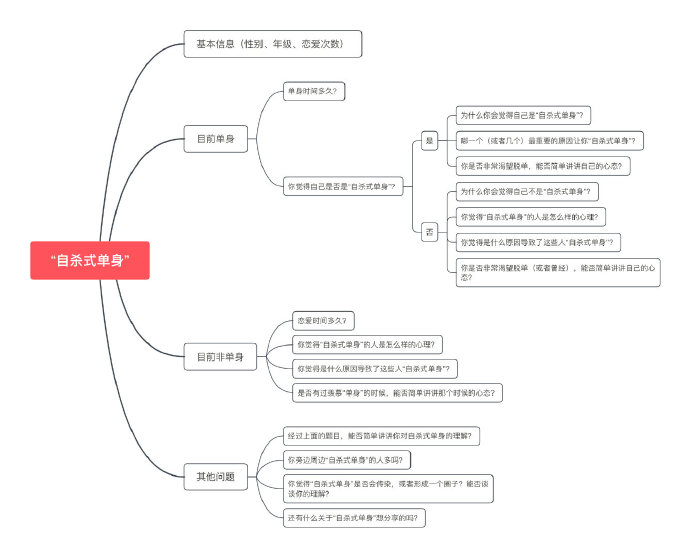 基本信息（性别、年级、恋爱次数）
单身时间多久？
目前单身
为什么你会觉得自己是“自杀式单身”？
是
哪一个（或者几个）最重要的原因让你“自杀式单身”？
你是否非常渴望脱单，能否简单讲讲自己的心态？
你觉得自己是否是“自杀式单身”？
为什么你会觉得自己不是“自杀式单身”？
否
你觉得“自杀式单身”的人是怎么样的心理？
你觉得是什么原因导致了这些人“自杀式单身”？
你是否非常渴望脱单（或者曾经），能否简单讲讲自己的心
态？
“自杀式单身”
目前非单身
恋爱时间多久？
你觉得“自杀式单身”的人是怎么样的心理？
你觉得是什么原因导致了这些人“自杀式单身”？
是否有过羡慕“单身”的时候，能否简单讲讲那个时候的心态？
其他问题
经过上面的题目，能否简单讲讲你对自杀式单身的理解？
你旁边周边“自杀式单身”的人多吗？
你觉得“自杀式单身”是否会传染，或者形成一个圈子？能否谈
谈你的理解？
还有什么关于“自杀式单身”想分享的吗？